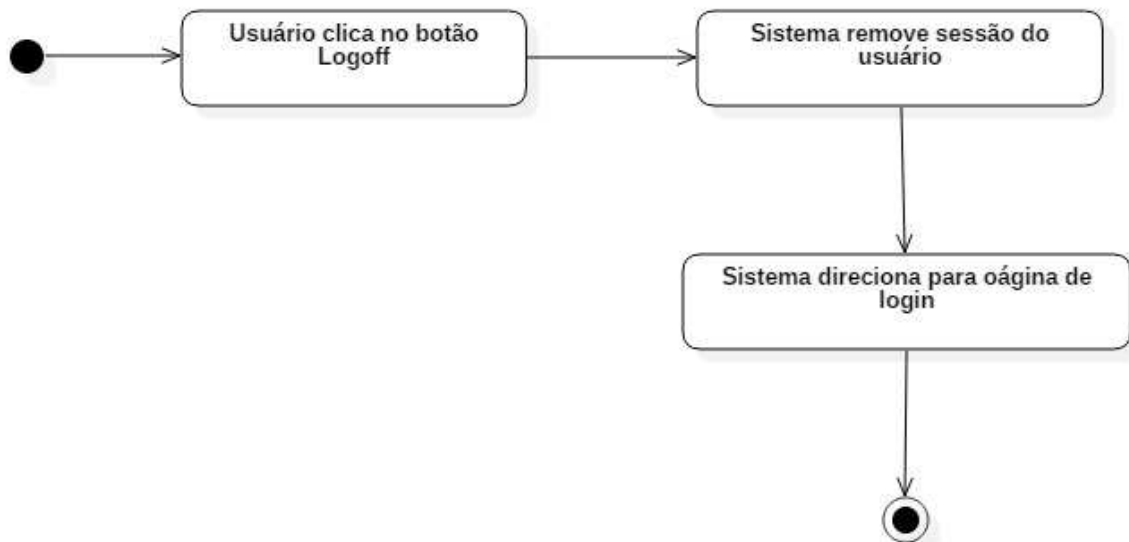 Usuário clica no botão
Logoff
Sistema remove sessão do
usuário
Sistema direciona para oágina de
login